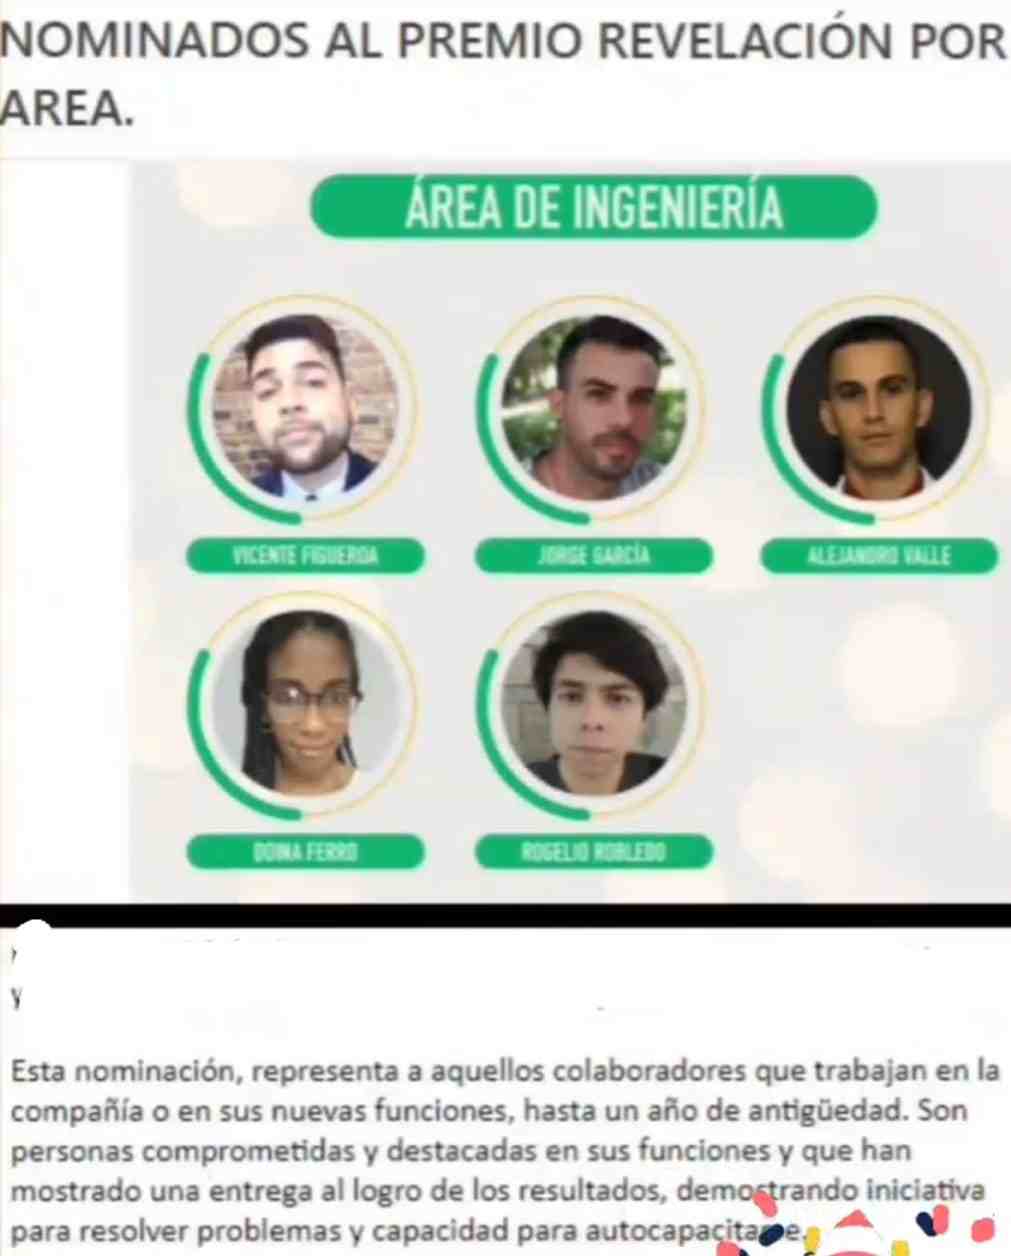 NOMINADOS AL PREMIO REVELACIÓN POR
AREA.
ÁREA DE INGENIERÍA
VICENTE FIGUEROA
JORGE GARCÍA
ALEJANDRO VALLE
DOINA FERRO
ROGELIO ROBLEDO
y
Esta nominación, representa a aquellos colaboradores que trabajan en la
compañía o en sus nuevas funciones, hasta un año de antigüedad. Son
personas comprometidas y destacadas en sus funciones y que han
mostrado una entrega al logro de los resultados, demostrando iniciativa
para resolver problemas y capacidad para autocapacitarse.